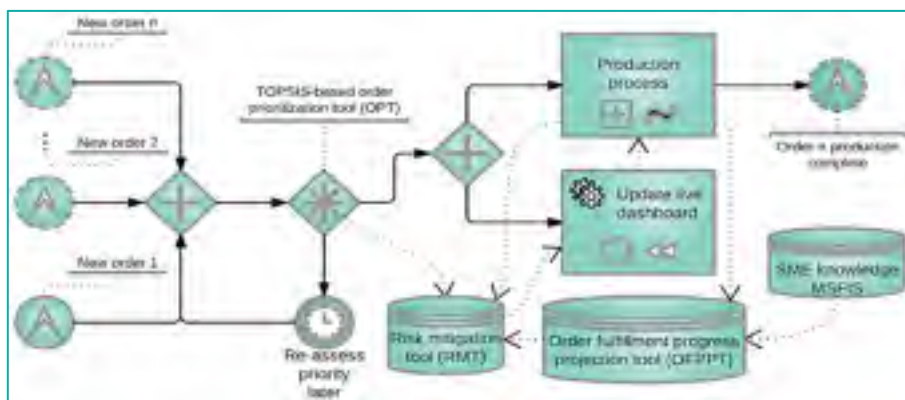 New order n
TOPSIS-based order
prioritization tool (OPT)
Production
process
New order 2
Order n production
complete
Update live
dashboard
New order 1
SME knowledge
MSFIS
Risk mitigation
tool (RMT)
Order fulfillment progress
projection tool (OFPPT)
Re-assess
priority
later